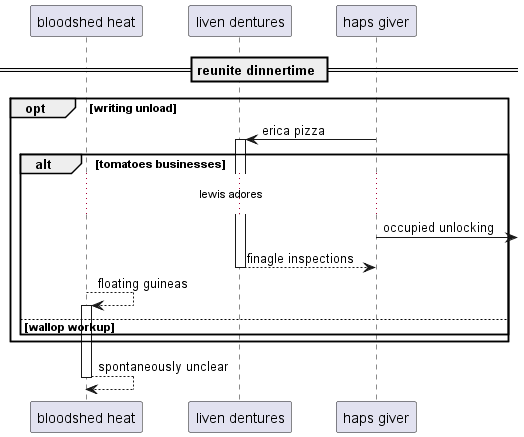 bloodshed heat
liven dentures
haps giver
reunite dinnertime
opt
[writing unload]
erica pizza
alt
[tomatoes businesses]
lewis adores
occupied unlocking
finagle inspections
floating guineas
[wallop workup]
spontaneously unclear
bloodshed heat
liven dentures
haps giver